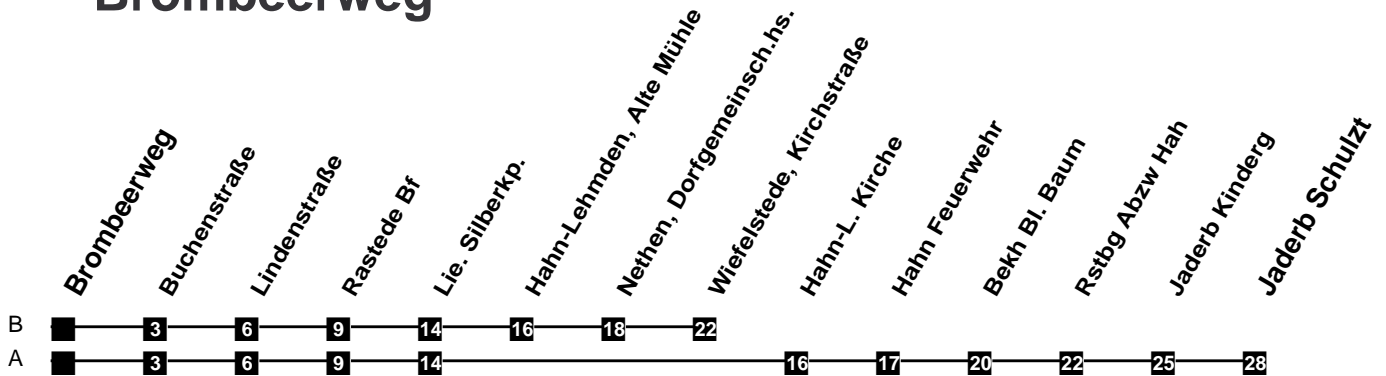 Brombeerweg
Brombeerweg
Buchenstraße
Lindenstraße
Rastede Bf
Lie. Silberkp.
Hahn-Lehmden, Alte Mühle
Nethen, Dorfgemeinsch.hs.
Wiefelstede, Kirchstraße
Hahn-L. Kirche
Hahn Feuerwehr
Bekh Bl. Baum
Rstbg Abzw Hah
Jaderb Kinderg
Jaderb Schulzt
B 3 6 9 14 16 18 22
A 3 6 9 14 16 17 20 22 25 28